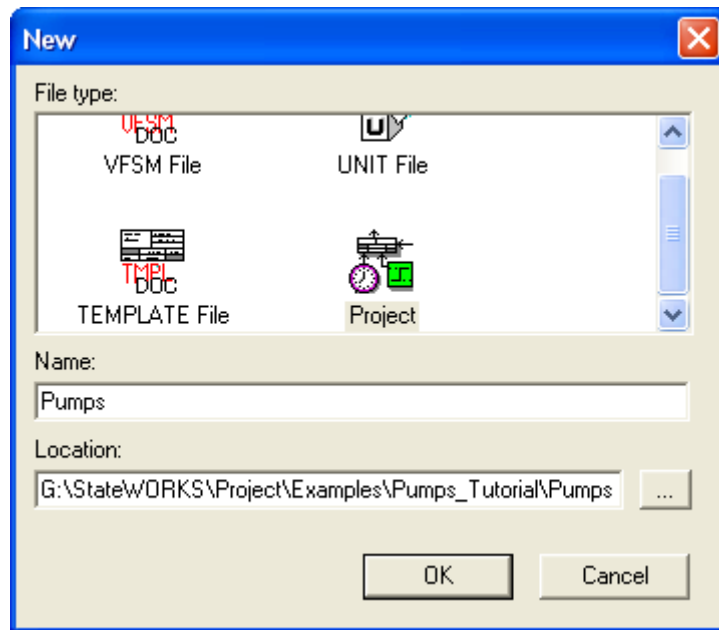 New
File type:
VFSM
DOC
U
VFSM File
UNIT File
TMPL
DOC
TEMPLATE File
Project
Name:
Pumps
Location:
G:\StateWORKS\Project\Examples\Pumps_Tutorial\Pumps
...
OK
Cancel